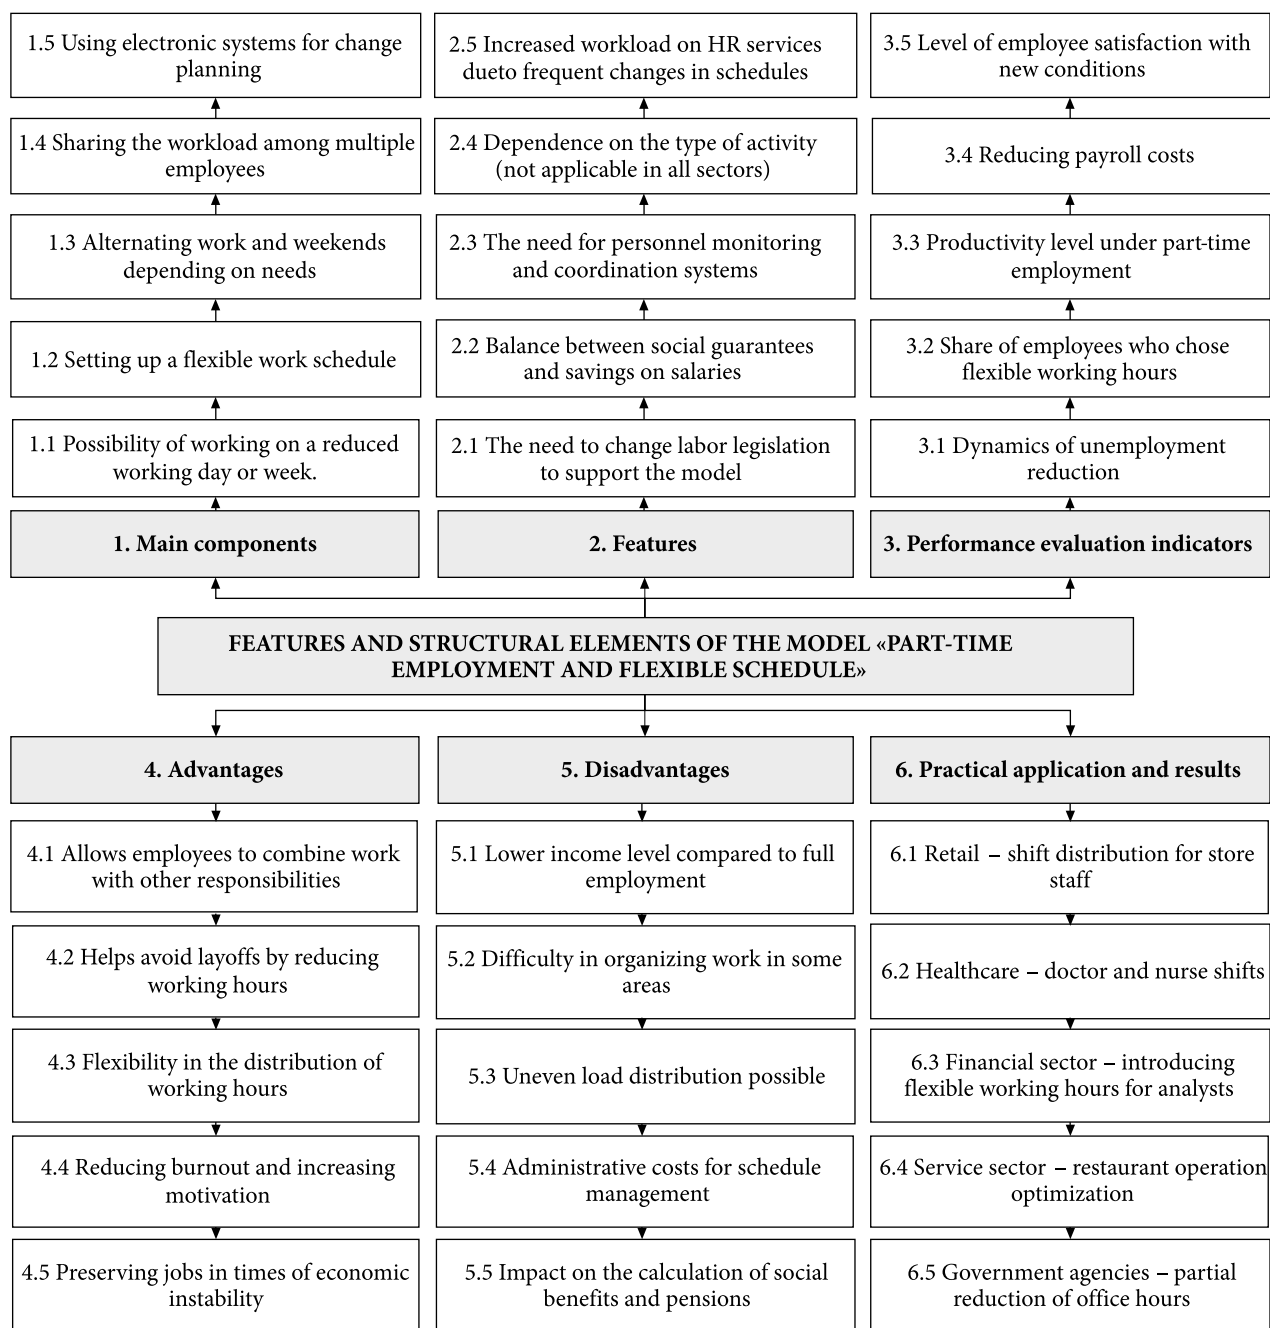 1.5 Using electronic systems for change
planning
2.5 Increased workload on HR services
dueto frequent changes in schedules
3.5 Level of employee satisfaction with
new conditions
1.4 Sharing the workload among multiple
employees
2.4 Dependence on the type of activity
(not applicable in all sectors)
3.4 Reducing payroll costs
1.3 Alternating work and weekends
depending on needs
2.3 The need for personnel monitoring
and coordination systems
3.3 Productivity level under part-time
employment
1.2 Setting up a flexible work schedule
2.2 Balance between social guarantees
and savings on salaries
3.2 Share of employees who chose
flexible working hours
1.1 Possibility of working on a reduced
working day or week.
2.1 The need to change labor legislation
to support the model
3.1 Dynamics of unemployment
reduction
1. Main components
2. Features
3. Performance evaluation indicators
FEATURES AND STRUCTURAL ELEMENTS OF THE MODEL «PART-TIME
EMPLOYMENT AND FLEXIBLE SCHEDULE»
4. Advantages
5. Disadvantages
6. Practical application and results
4.1 Allows employees to combine work
with other responsibilities
5.1 Lower income level compared to full
employment
6.1 Retail – shift distribution for store
staff
4.2 Helps avoid layoffs by reducing
working hours
5.2 Difficulty in organizing work in some
areas
6.2 Healthcare – doctor and nurse shifts
4.3 Flexibility in the distribution of
working hours
5.3 Uneven load distribution possible
6.3 Financial sector – introducing
flexible working hours for analysts
4.4 Reducing burnout and increasing
motivation
5.4 Administrative costs for schedule
management
6.4 Service sector – restaurant operation
optimization
4.5 Preserving jobs in times of economic
instability
5.5 Impact on the calculation of social
benefits and pensions
6.5 Government agencies – partial
reduction of office hours